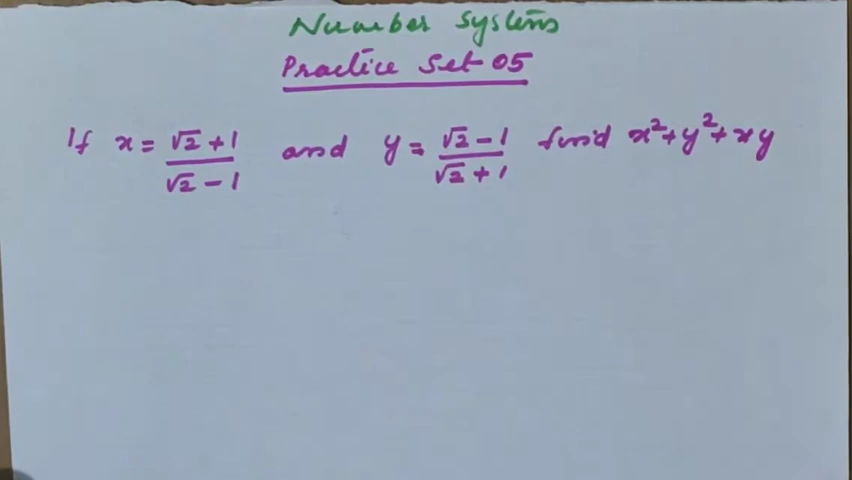 Number Systems
Practice Set-05
If x = √2 + 1 / √2 - 1 and y = √2 - 1 / √2 + 1 find x² + y² + xy